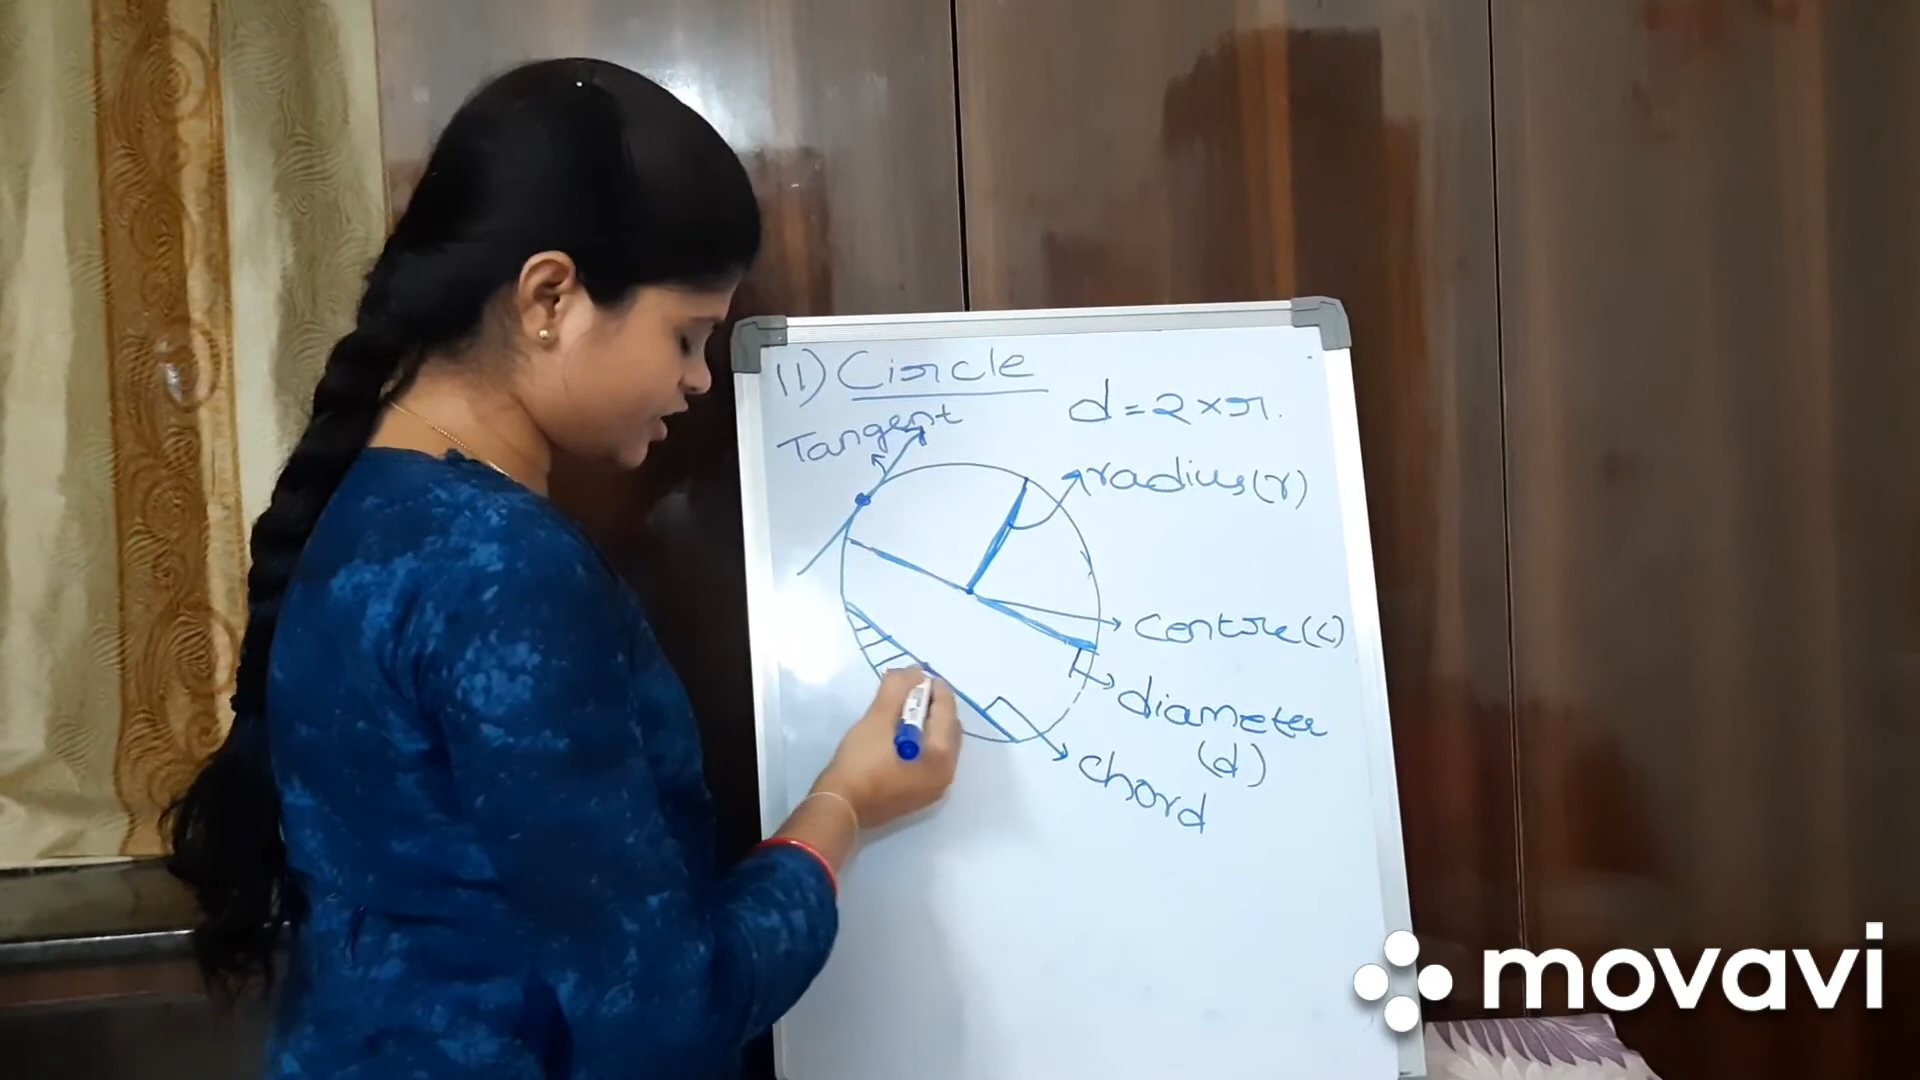 11) Circle
d = 2 × r.
Tangent
radius (r)
centre (c)
diameter
(d)
chord
movavi